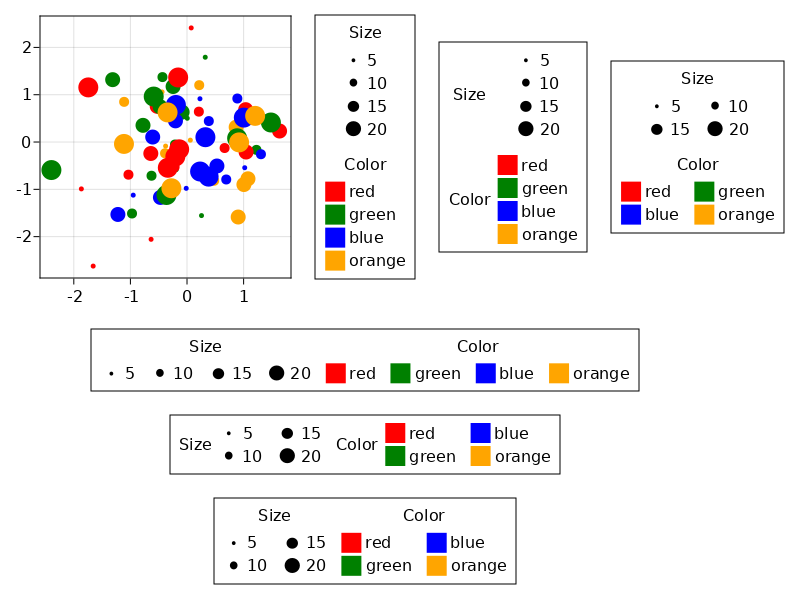 2
1
0
-1
-2
-2 -1 0 1
Size
5
10
15
20
Color
red
green
blue
orange
Size
5
10
15
20
Color
red
green
blue
orange
Size
5 10
15 20
Color
red green
blue orange
Size Color
5 10 15 20 red green blue orange
Size 5 15 Color red blue
10 20 green orange
Size Color
5 15 red blue
10 20 green orange